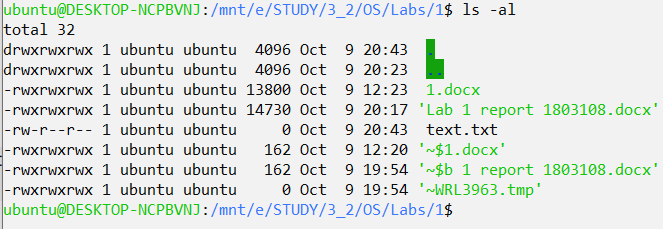 ubuntu@DESKTOP-NCPBVNJ:/mnt/e/STUDY/3_2/OS/Labs/1$ ls -al
total 32
drwxrwxrwx 1 ubuntu ubuntu  4096 Oct  9 20:43  .
drwxrwxrwx 1 ubuntu ubuntu  4096 Oct  9 20:23  ..
-rwxrwxrwx 1 ubuntu ubuntu 13800 Oct  9 12:23  1.docx
-rwxrwxrwx 1 ubuntu ubuntu 14730 Oct  9 20:17 'Lab 1 report 1803108.docx'
-rw-r--r-- 1 ubuntu ubuntu     0 Oct  9 20:43  text.txt
-rwxrwxrwx 1 ubuntu ubuntu   162 Oct  9 12:20 '~$1.docx'
-rwxrwxrwx 1 ubuntu ubuntu   162 Oct  9 19:54 '~$b 1 report 1803108.docx'
-rwxrwxrwx 1 ubuntu ubuntu     0 Oct  9 19:54 '~WRL3963.tmp'
ubuntu@DESKTOP-NCPBVNJ:/mnt/e/STUDY/3_2/OS/Labs/1$